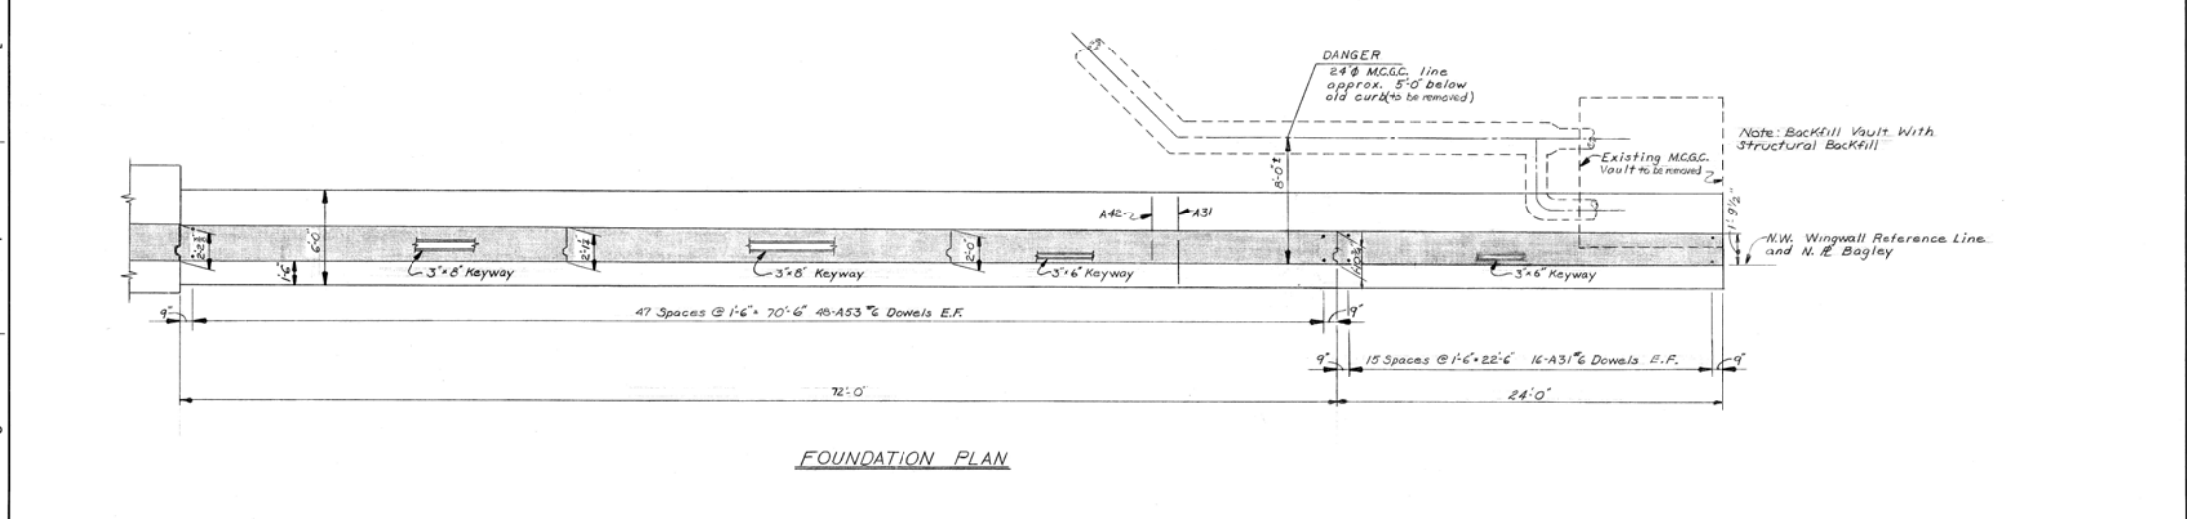 DANGER
24"φ M.C.G.C. line
approx. 5'-0" below
old curb (to be removed)
Note: Backfill Vault With
Structural Backfill
Existing M.C.G.C.
Vault to be removed
8'-0"±
A42
A31
1'-9½"
6'-0"
1'-6"
2'-1½"
2'-0"
N.W. Wingwall Reference Line
and N. ℄ Bagley
3"x8" Keyway
3"x8" Keyway
3"x6" Keyway
3"x6" Keyway
9"
47 Spaces @ 1'-6" = 70'-6" 48-A53 #6 Dowels E.F.
9"
9"
15 Spaces @ 1'-6" = 22'-6" 16-A31 #6 Dowels E.F.
9"
72'-0"
24'-0"
FOUNDATION PLAN